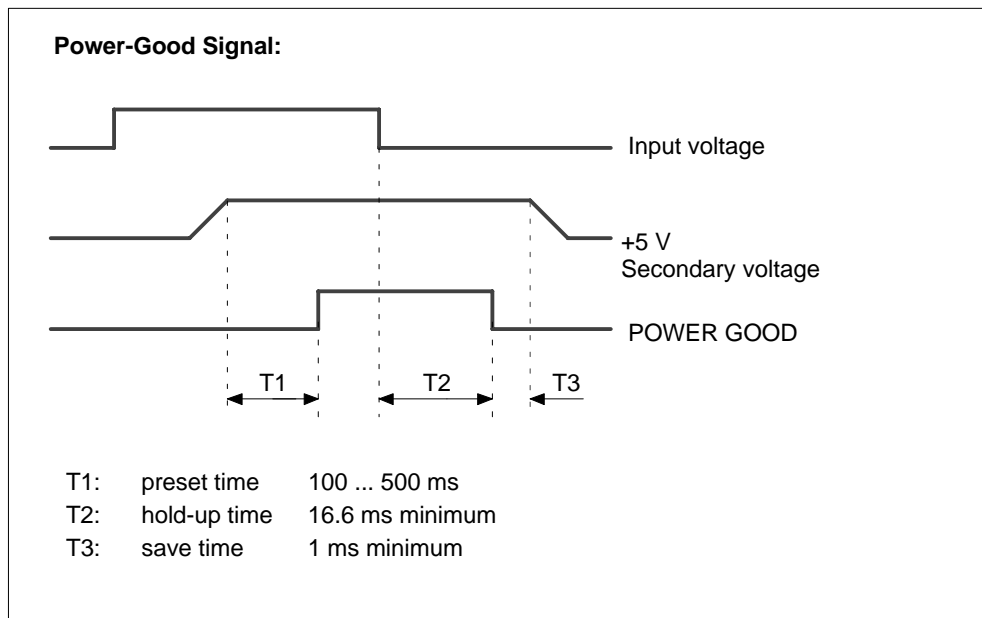 Power-Good Signal:
Input voltage
+5 V
Secondary voltage
POWER GOOD
T1 T2 T3
T1: preset time 100 ... 500 ms
T2: hold-up time 16.6 ms minimum
T3: save time 1 ms minimum